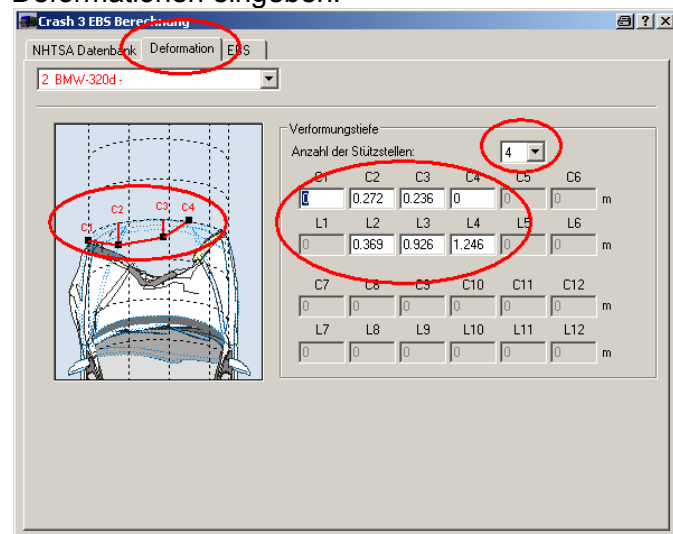 Deformationen eingeben.
Crash 3 EBS Berechnung
NHTSA Datenbank Deformation EBS
2 BMW-320d -
Verformungstiefe
Anzahl der Stützstellen: 4
C1 C2 C3 C4 C5 C6
0 0.272 0.236 0 0 0 m
L1 L2 L3 L4 L5 L6
0 0.369 0.926 1.246 0 0 m
C7 C8 C9 C10 C11 C12
0 0 0 0 0 0 m
L7 L8 L9 L10 L11 L12
0 0 0 0 0 0 m
C1 C2 C3 C4